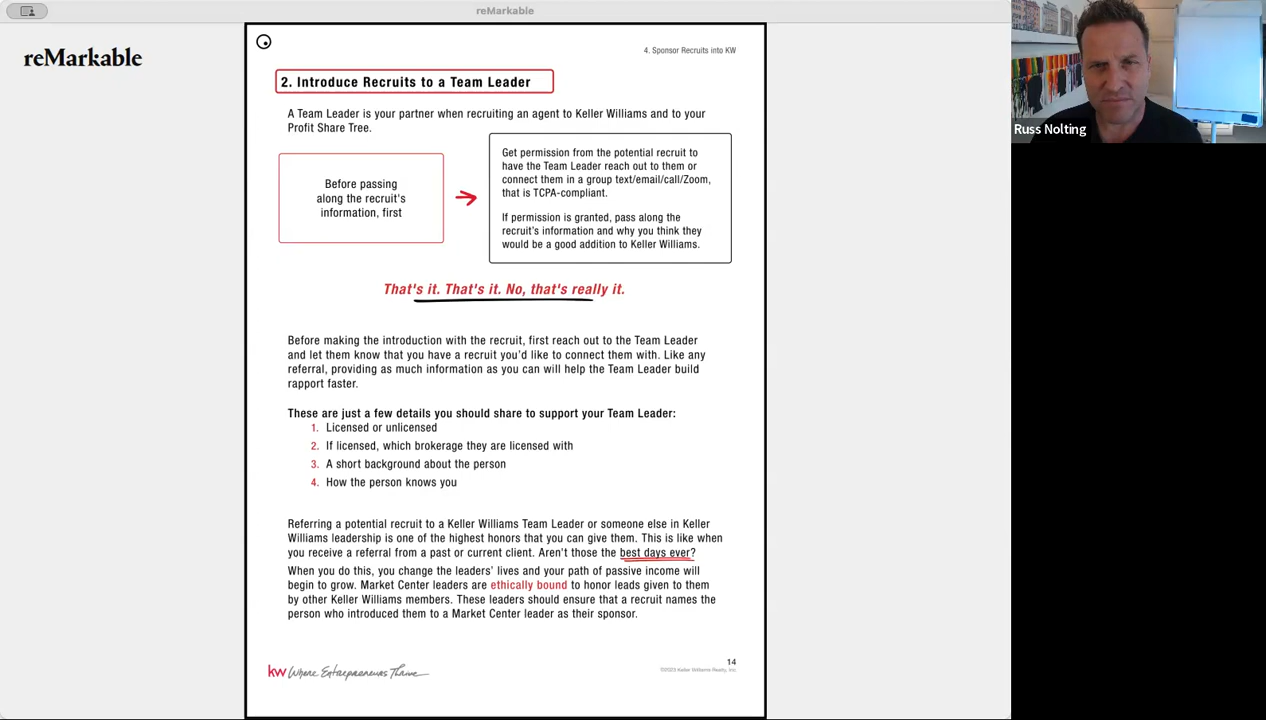 reMarkable
reMarkable
Russ Nolting
4. Sponsor Recruits into KW
2. Introduce Recruits to a Team Leader
A Team Leader is your partner when recruiting an agent to Keller Williams and to your
Profit Share Tree.
Before passing
along the recruit's
information, first
Get permission from the potential recruit to
have the Team Leader reach out to them or
connect them in a group text/email/call/Zoom,
that is TCPA-compliant.
If permission is granted, pass along the
recruit's information and why you think they
would be a good addition to Keller Williams.
That's it. That's it. No, that's really it.
Before making the introduction with the recruit, first reach out to the Team Leader
and let them know that you have a recruit you'd like to connect them with. Like any
referral, providing as much information as you can will help the Team Leader build
rapport faster.
These are just a few details you should share to support your Team Leader:
1. Licensed or unlicensed
2. If licensed, which brokerage they are licensed with
3. A short background about the person
4. How the person knows you
Referring a potential recruit to a Keller Williams Team Leader or someone else in Keller
Williams leadership is one of the highest honors that you can give them. This is like when
you receive a referral from a past or current client. Aren't those the best days ever?
When you do this, you change the leaders' lives and your path of passive income will
begin to grow. Market Center leaders are ethically bound to honor leads given to them
by other Keller Williams members. These leaders should ensure that a recruit names the
person who introduced them to a Market Center leader as their sponsor.
kw Where Entrepreneurs Thrive
14
©2023 Keller Williams Realty, Inc.